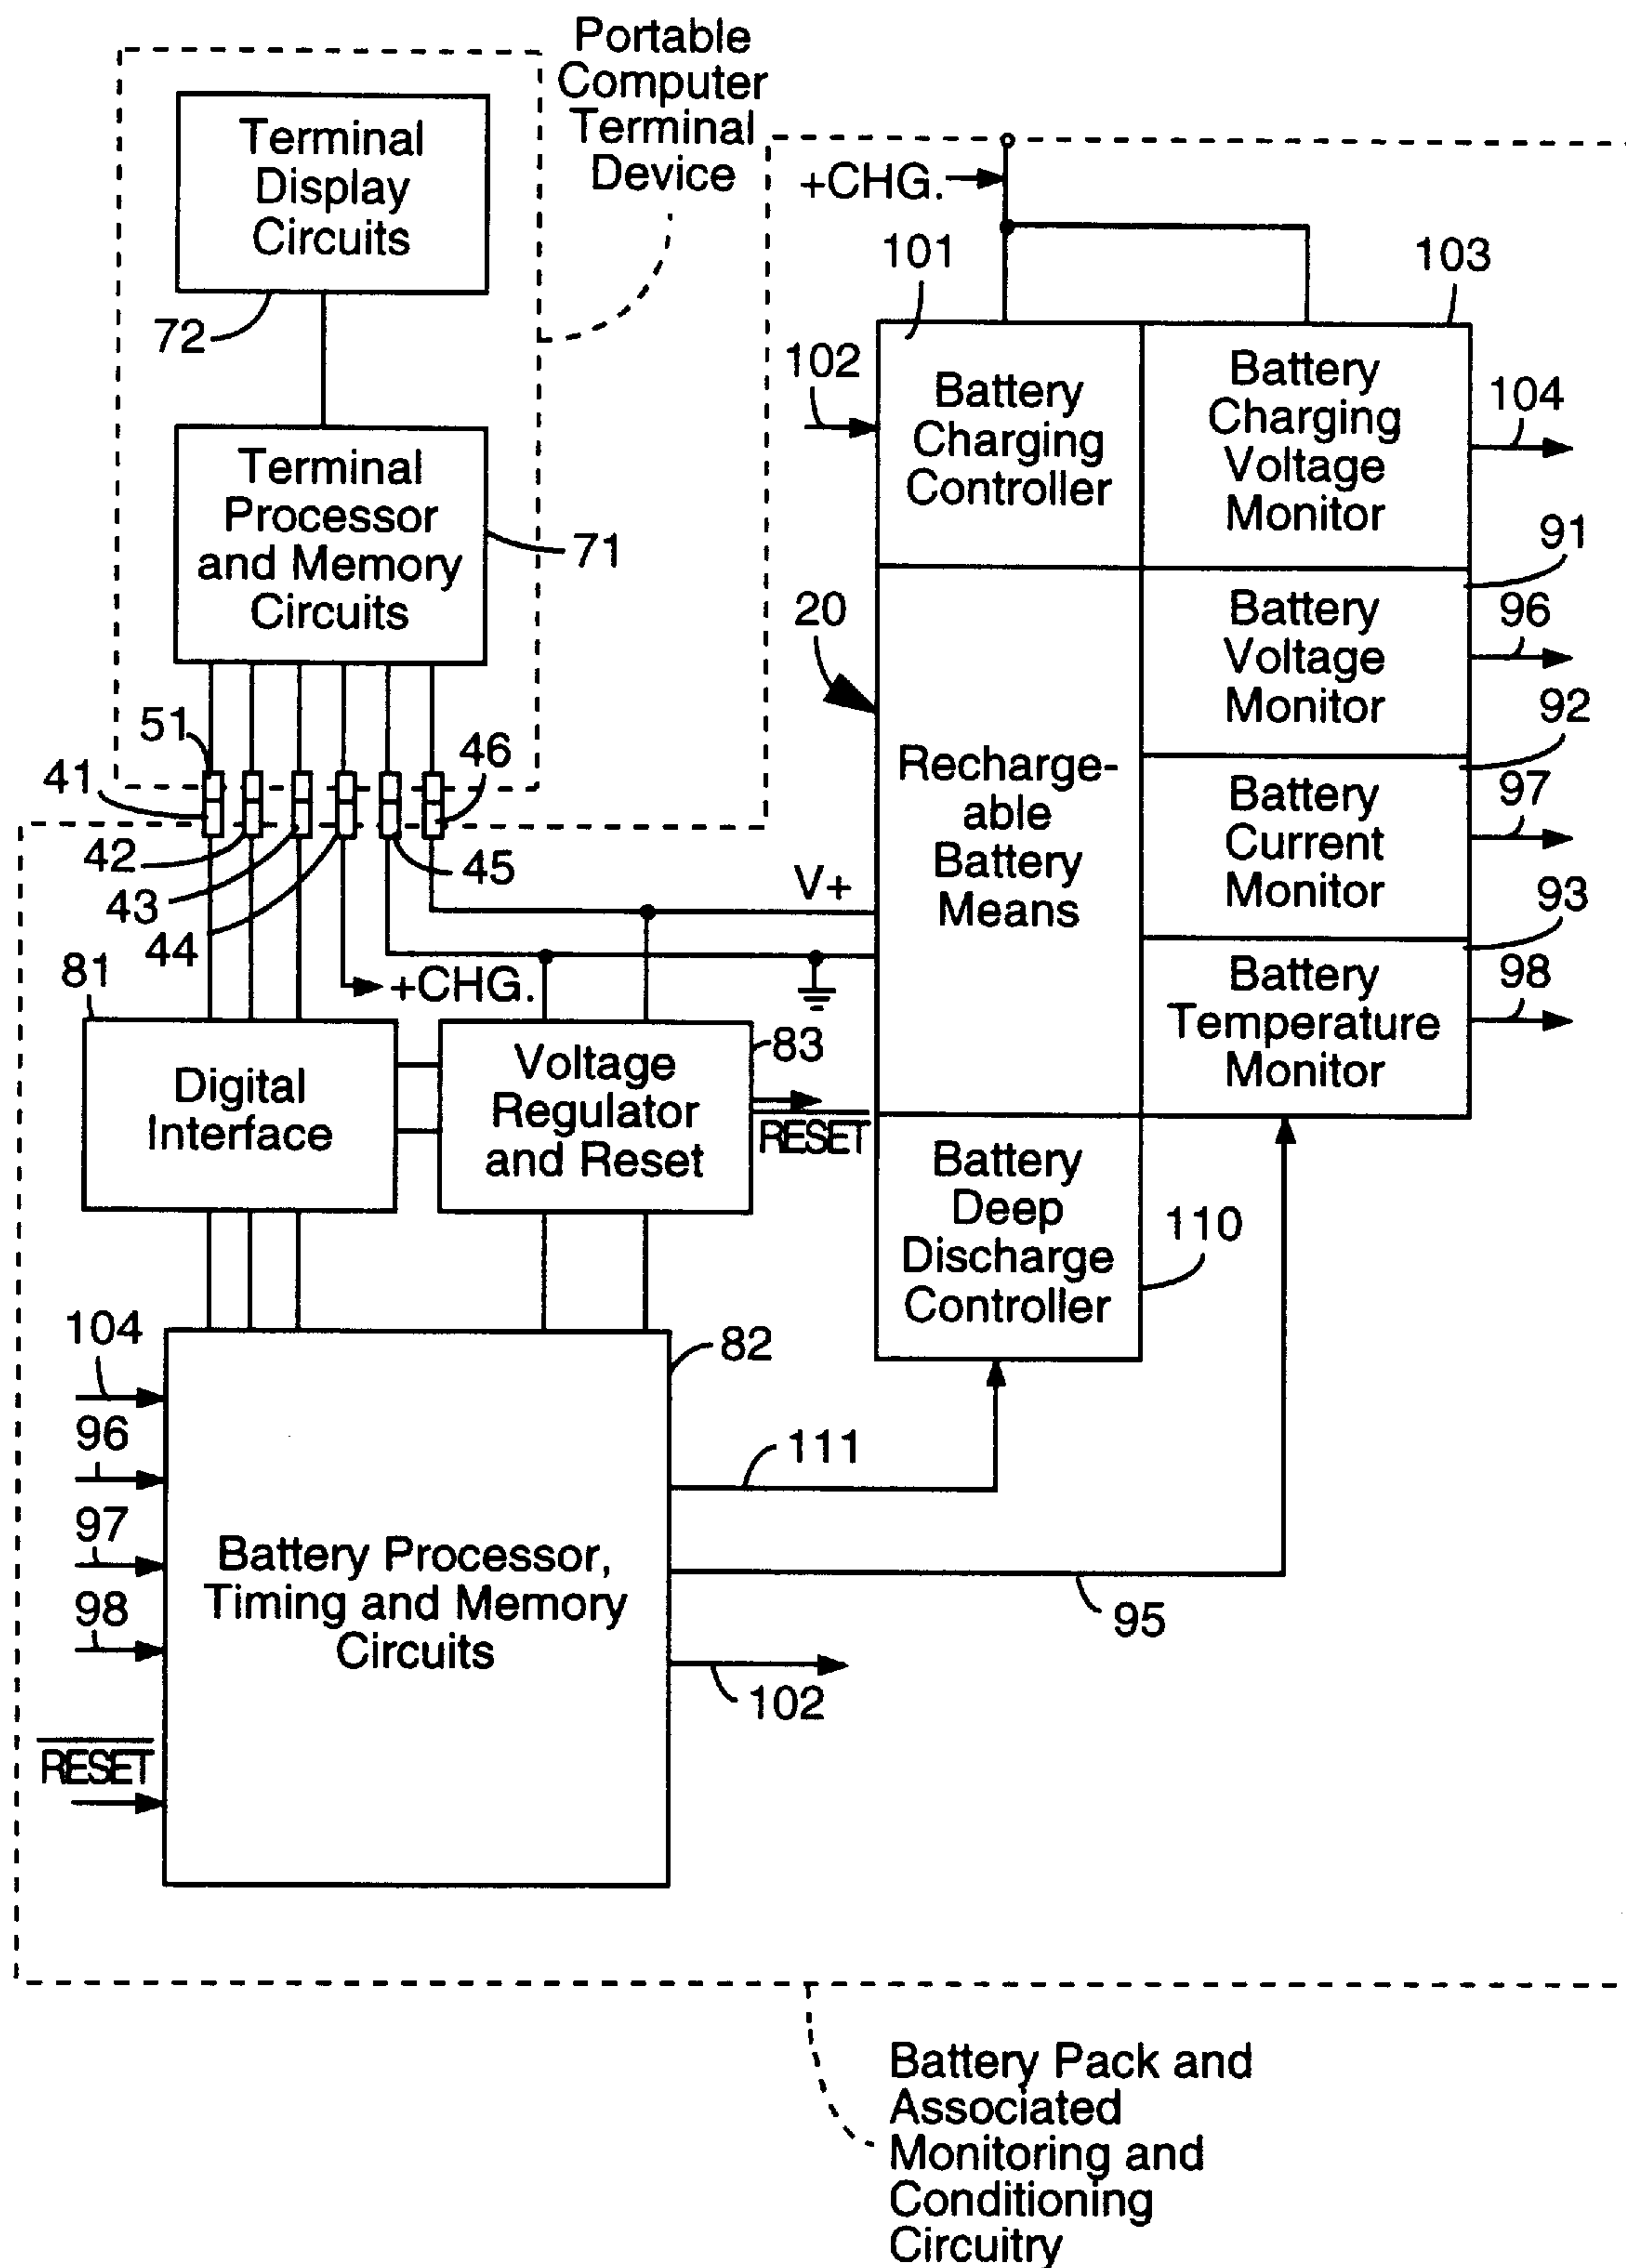 Portable
Computer
Terminal
Device
Terminal
Display
Circuits
72
Terminal
Processor
and Memory
Circuits
71
51
41
46
42
45
43
44
+CHG.
101
103
102
Battery
Charging
Controller
Battery
Charging
Voltage
Monitor
104
91
20
Battery
Voltage
Monitor
96
92
Recharge-
able
Battery
Means
Battery
Current
Monitor
97
93
V+
Battery
Temperature
Monitor
98
+CHG.
81
Digital
Interface
Voltage
Regulator
and Reset
83
RESET
Battery
Deep
Discharge
Controller
110
104
96
97
98
RESET
82
Battery Processor,
Timing and Memory
Circuits
111
95
102
Battery Pack and
Associated
Monitoring and
Conditioning
Circuitry